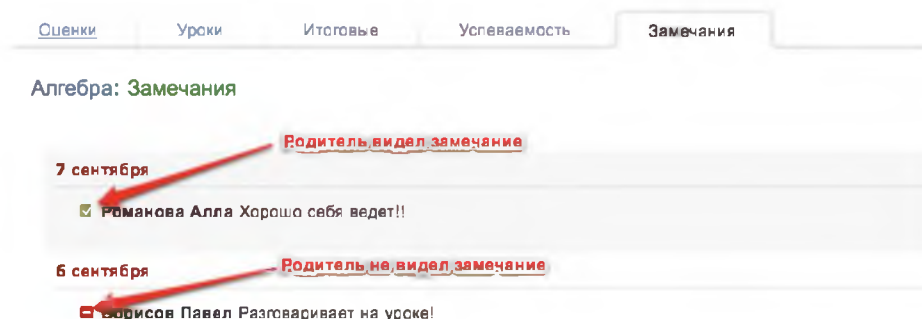 Оценки Уроки Итоговые Успеваемость Замечания
Алгебра: Замечания
Родитель видел замечание
7 сентября
Романова Алла Хорошо себя ведет!!
Родитель не видел замечание
6 сентября
Борисов Павел Разговаривает на уроке!